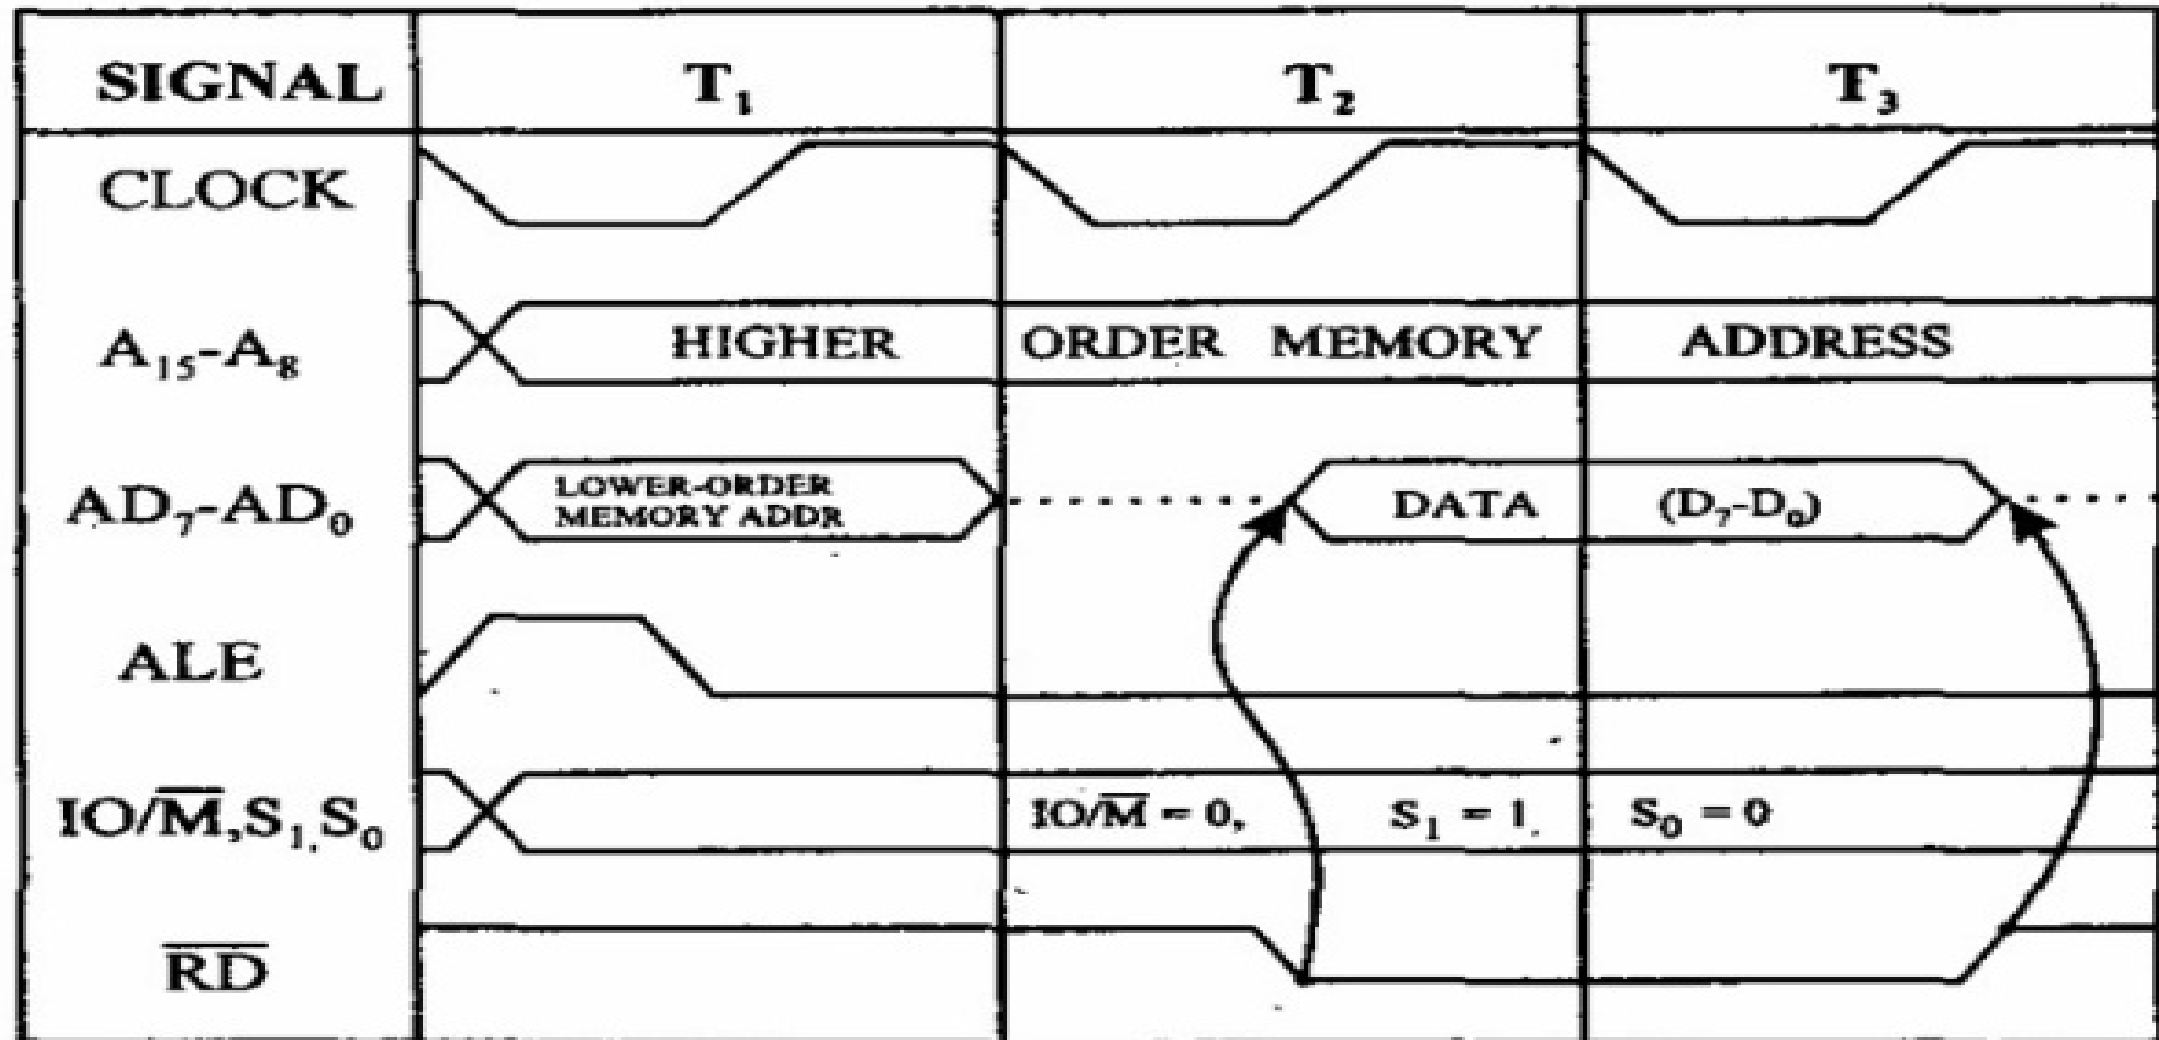 SIGNAL T₁ T₂ T₃
CLOCK
A₁₅-A₈ HIGHER ORDER MEMORY ADDRESS
AD₇-AD₀ LOWER-ORDER MEMORY ADDR DATA (D₇-D₀)
ALE
IO/M̅,S₁,S₀ IO/M̅ = 0, S₁ = 1, S₀ = 0
R̅D̅